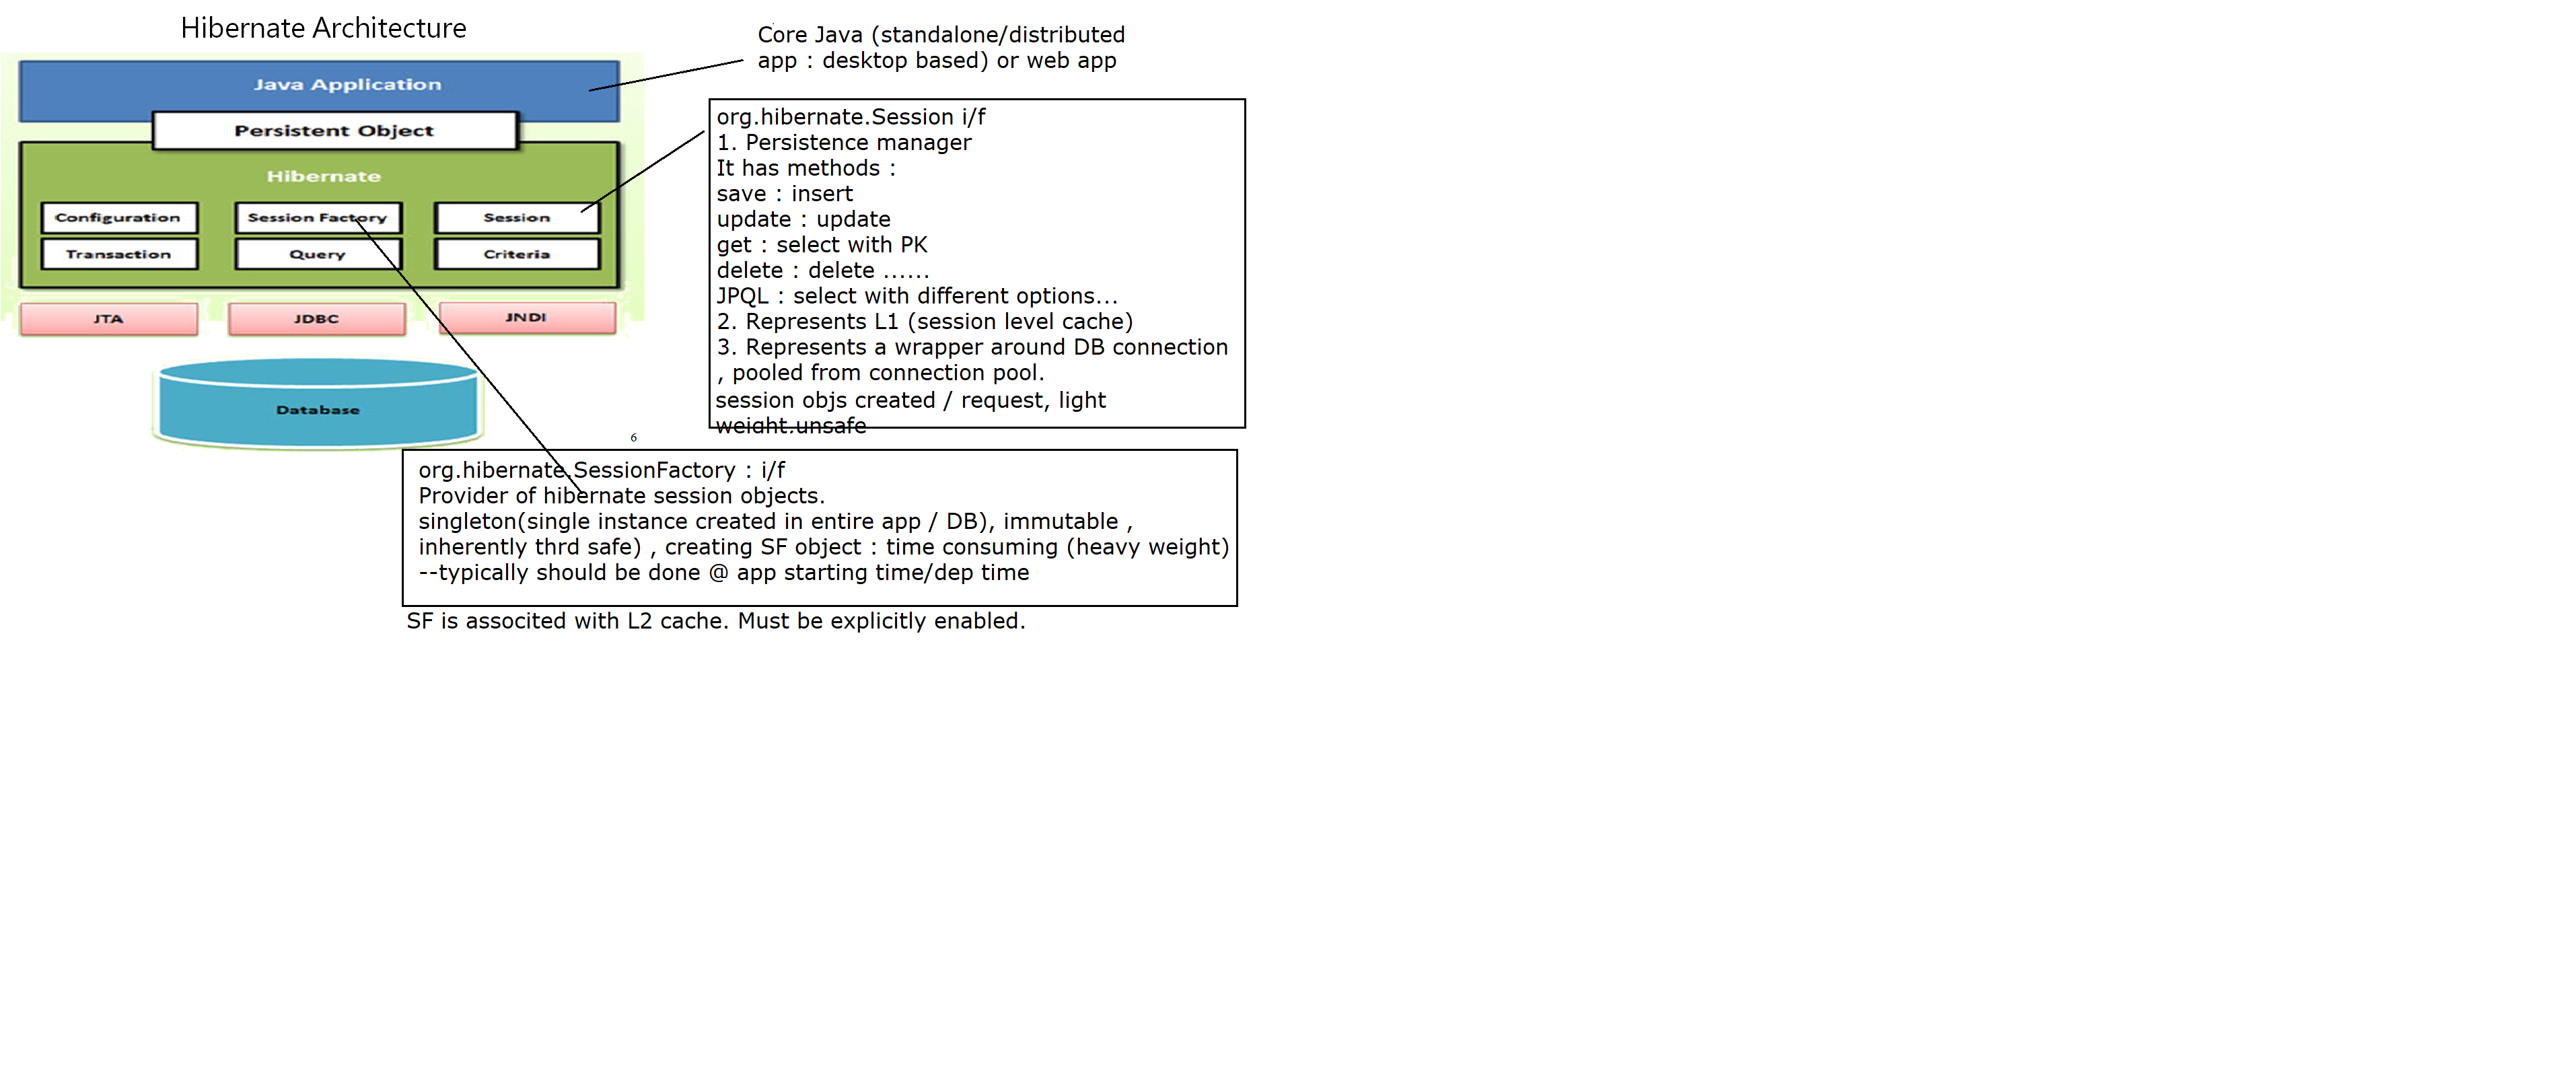 Hibernate Architecture
Java Application
Persistent Object
Hibernate
Configuration
Session Factory
Session
Transaction
Query
Criteria
JTA
JDBC
JNDI
Database
6
Core Java (standalone/distributed
app : desktop based) or web app
org.hibernate.Session i/f
1. Persistence manager
It has methods :
save : insert
update : update
get : select with PK
delete : delete ......
JPQL : select with different options...
2. Represents L1 (session level cache)
3. Represents a wrapper around DB connection
, pooled from connection pool.
session objs created / request, light
weight.unsafe
org.hibernate.SessionFactory : i/f
Provider of hibernate session objects.
singleton(single instance created in entire app / DB), immutable ,
inherently thrd safe) , creating SF object : time consuming (heavy weight)
--typically should be done @ app starting time/dep time
SF is associted with L2 cache. Must be explicitly enabled.